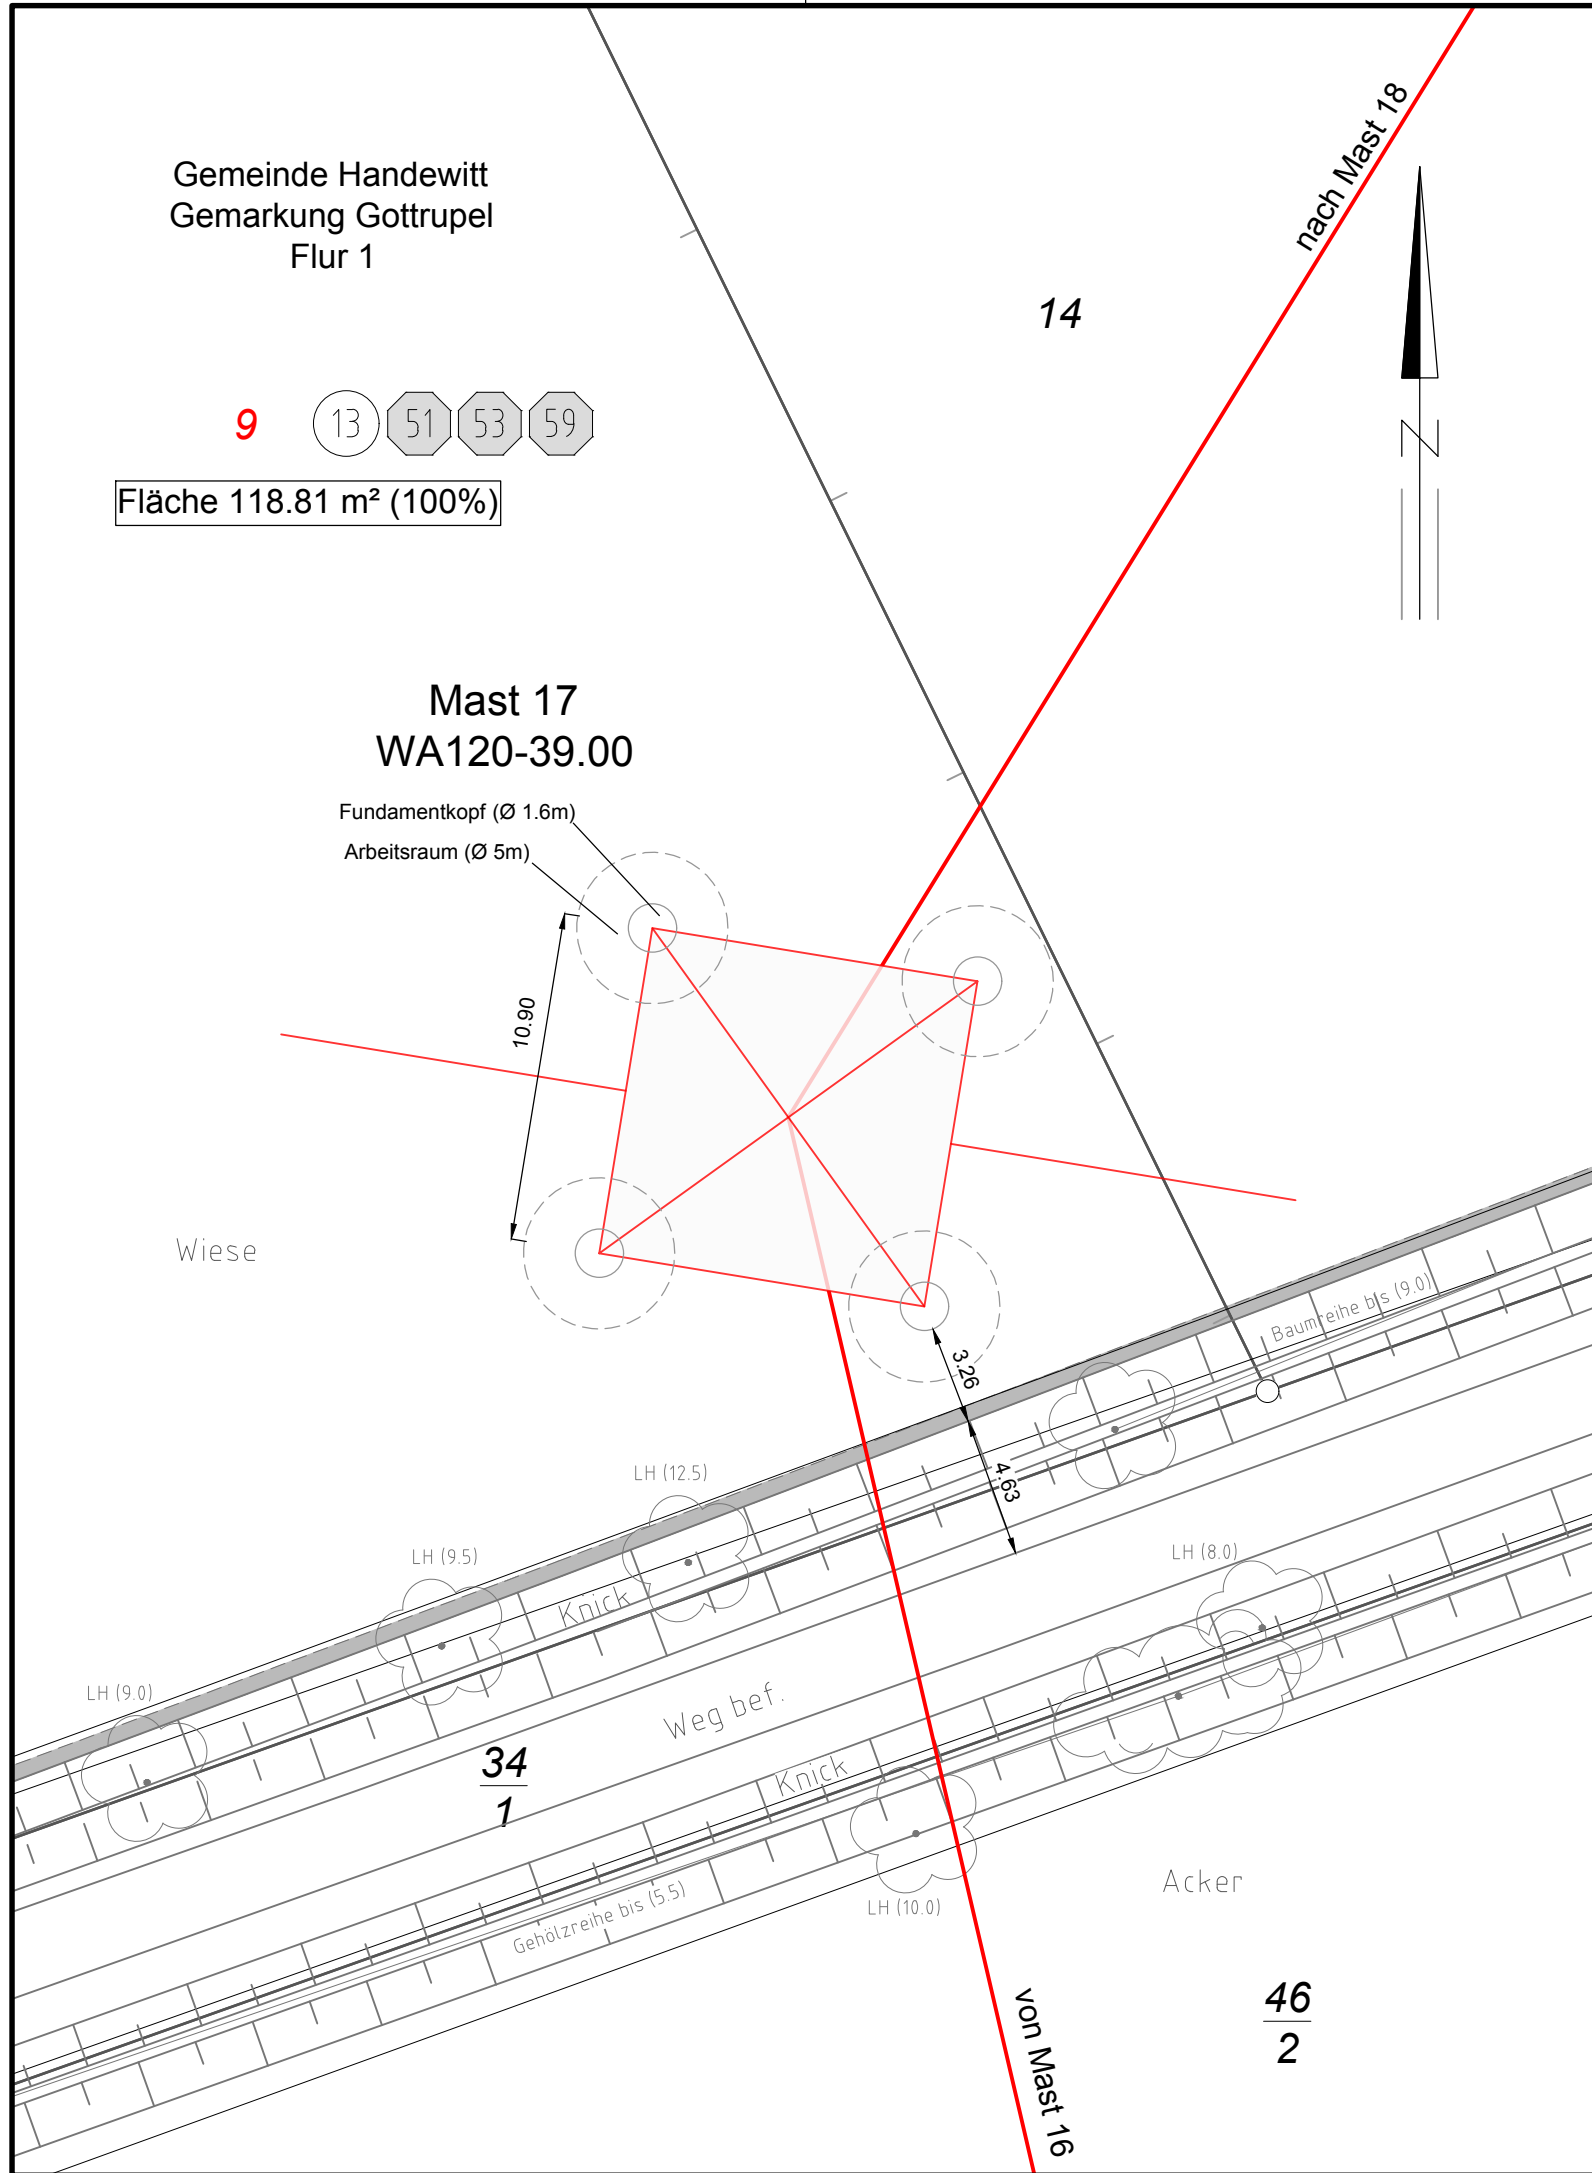 Gemeinde Handewitt
Gemarkung Gottrupel
Flur 1
nach Mast 18
14
9 13 51 53 59
Fläche 118.81 m² (100%)
N
Mast 17
WA120-39.00
Fundamentkopf (Ø 1.6m)
Arbeitsraum (Ø 5m)
10.90
Wiese
Baumreihe bis (9.0)
3.26
4.63
LH (12.5)
LH (9.5)
LH (8.0)
Knick
LH (9.0)
Weg bef.
34
1
Knick
Acker
LH (10.0)
Gehölzreihe bis (5.5)
46
2
von Mast 16